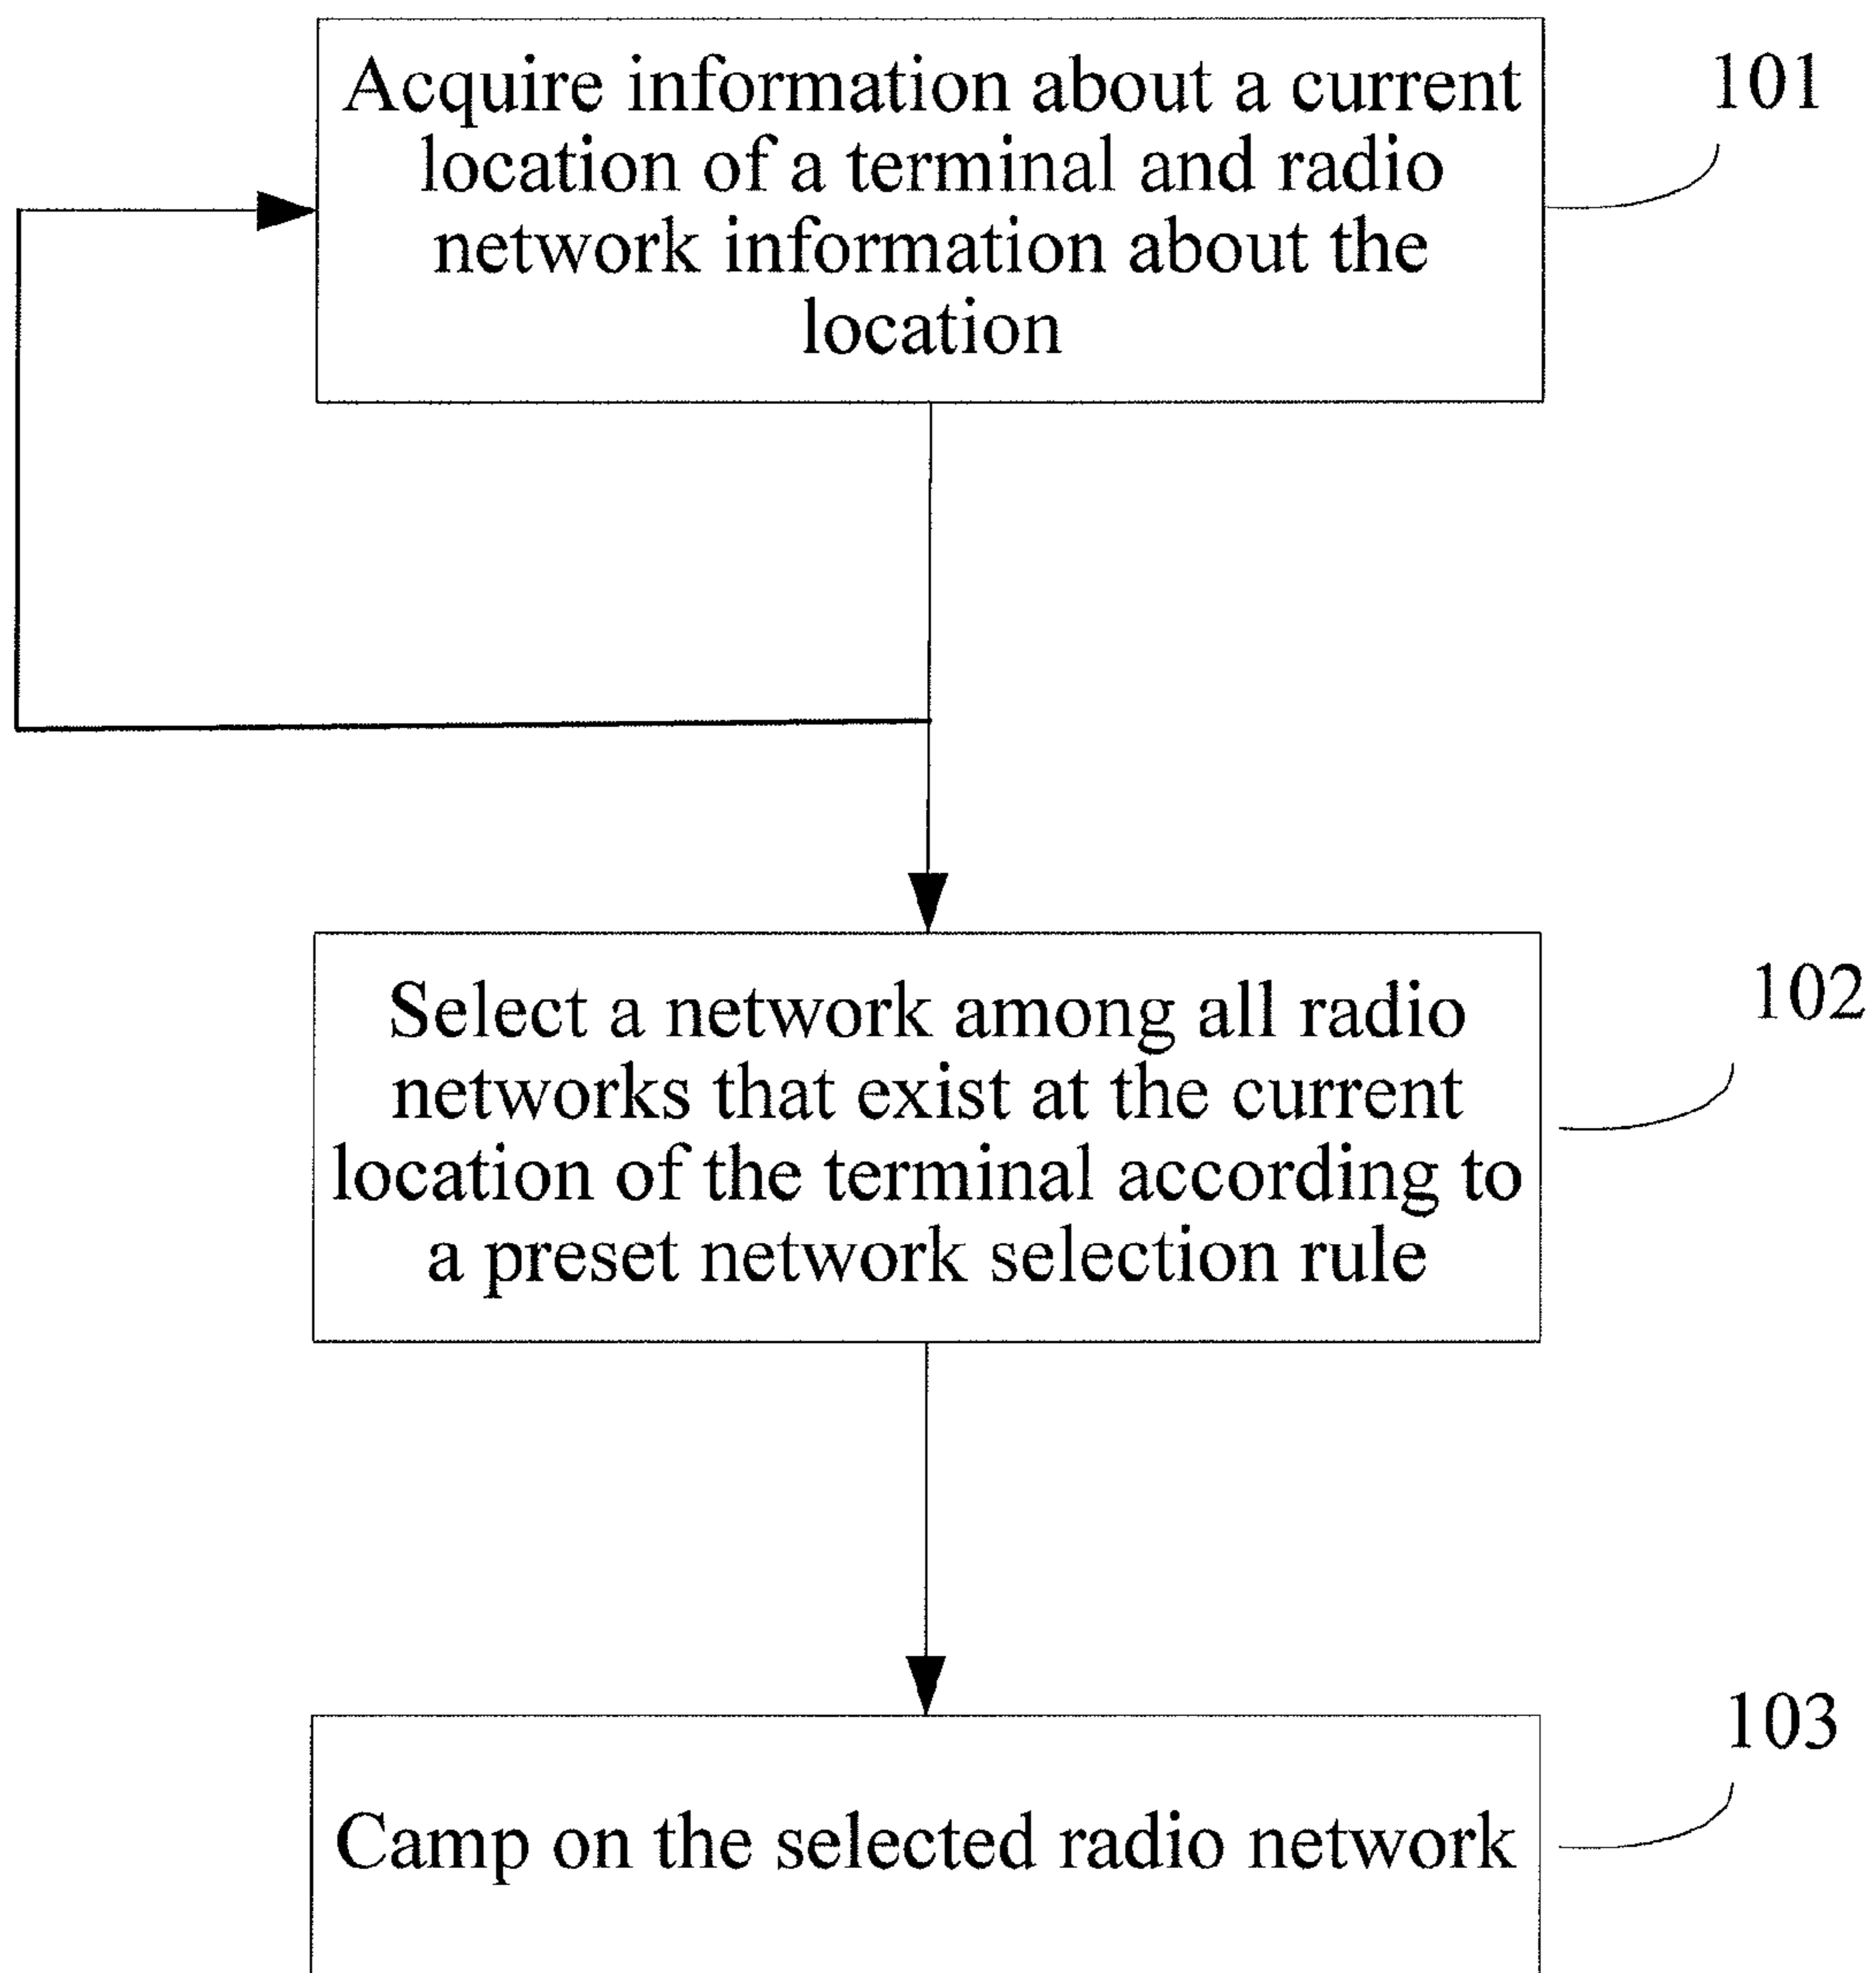 Acquire information about a current
location of a terminal and radio
network information about the
location
101
Select a network among all radio
networks that exist at the current
location of the terminal according to
a preset network selection rule
102
Camp on the selected radio network
103